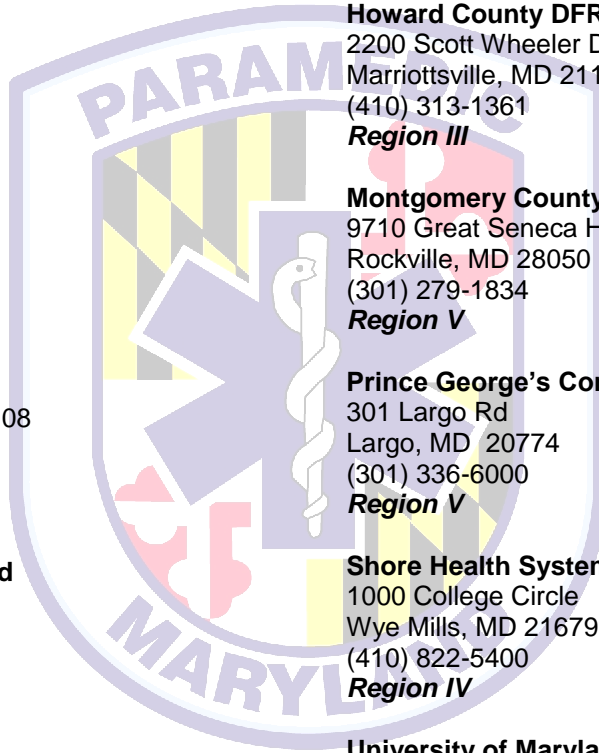 PARAMEDIC
MARYLAND
08
d
Howard County DFR
2200 Scott Wheeler D
Marriottsville, MD 211
(410) 313-1361
Region III
Montgomery County
9710 Great Seneca H
Rockville, MD 28050
(301) 279-1834
Region V
Prince George’s Co
301 Largo Rd
Largo, MD 20774
(301) 336-6000
Region V
Shore Health System
1000 College Circle
Wye Mills, MD 21679
(410) 822-5400
Region IV
University of Maryla